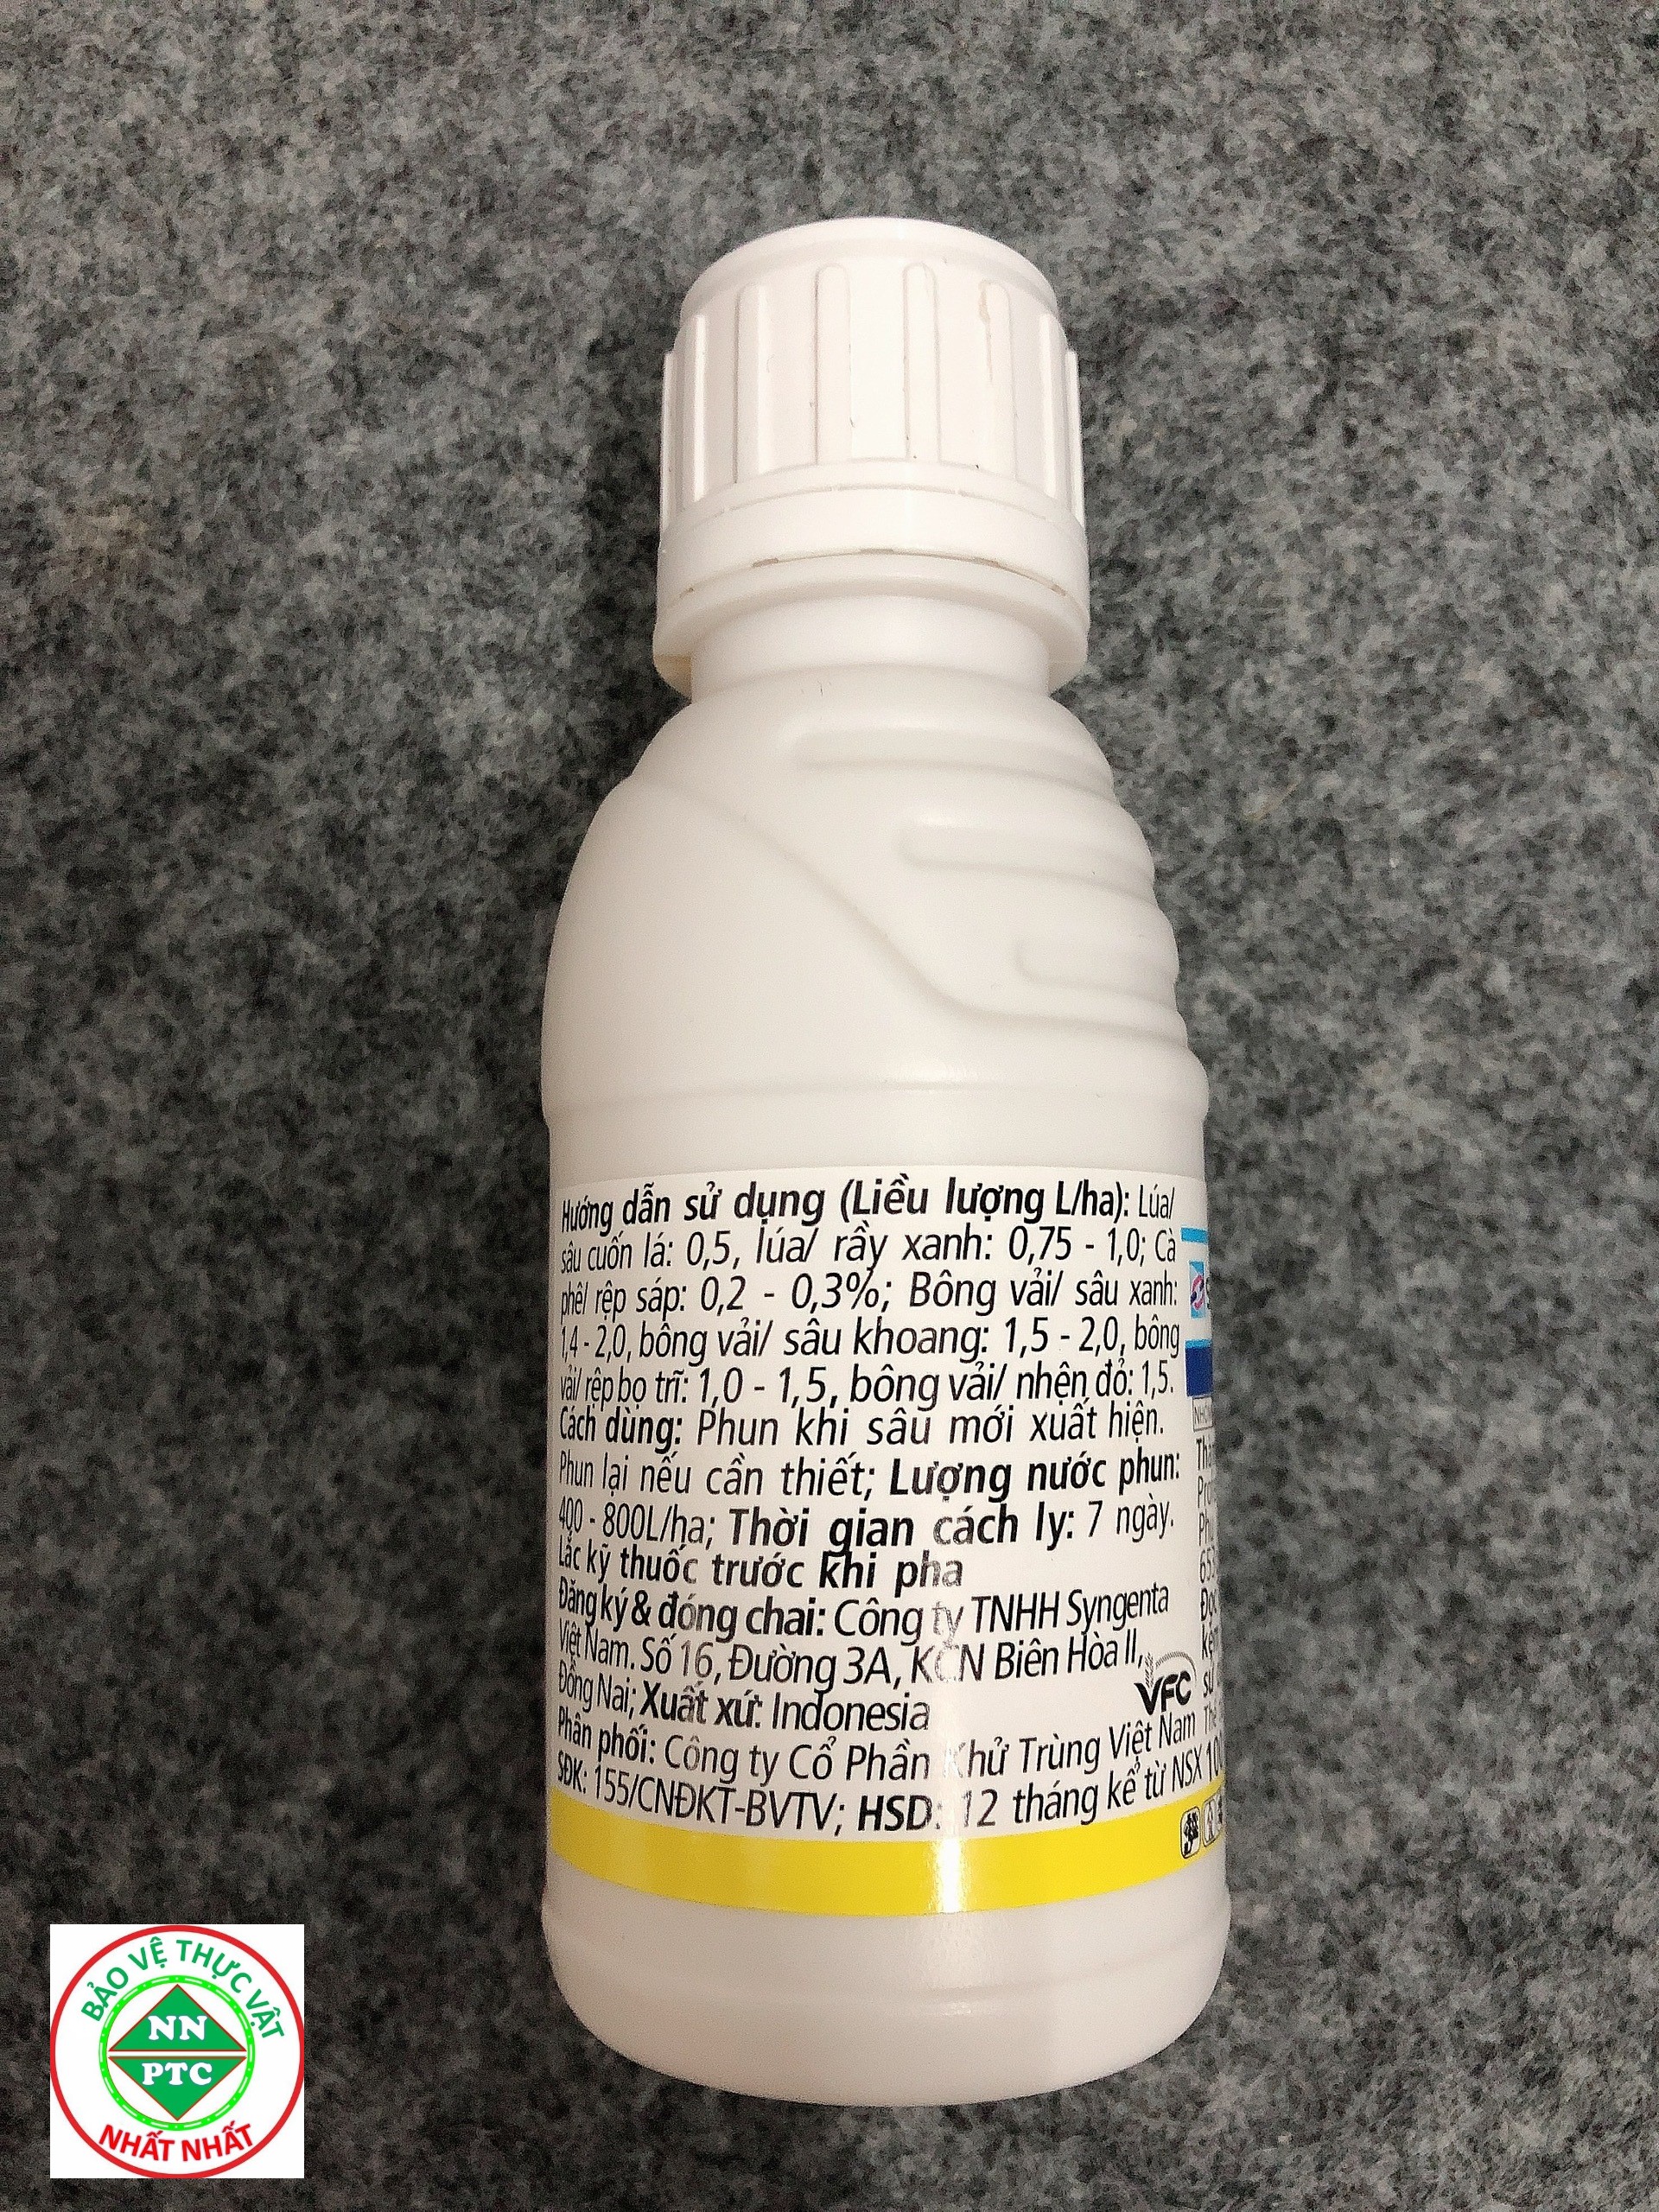 Hướng dẫn sử dụng (Liều lượng L/ha): Lúa/
sâu cuốn lá: 0,5, lúa/ rầy xanh: 0,75 - 1,0; Cà
phê/ rệp sáp: 0,2 - 0,3%; Bông vải/ sâu xanh:
1,4 - 2,0, bông vải/ sâu khoang: 1,5 - 2,0, bông
vải/ rệp bọ trĩ: 1,0 - 1,5, bông vải/ nhện đỏ: 1,5.
Cách dùng: Phun khi sâu mới xuất hiện.
Phun lại nếu cần thiết; Lượng nước phun:
400 - 800L/ha; Thời gian cách ly: 7 ngày.
Lắc kỹ thuốc trước khi pha
Đăng ký & đóng chai: Công ty TNHH Syngenta
Việt Nam. Số 16, Đường 3A, KCN Biên Hòa II,
Đồng Nai; Xuất xứ: Indonesia
VFC
Phân phối: Công ty Cổ Phần Khử Trùng Việt Nam
SĐK: 155/CNĐKT-BVTV; HSD: 12 tháng kể từ NSX
BẢO VỆ THỰC VẬT
NN
PTC
NHẤT NHẤT